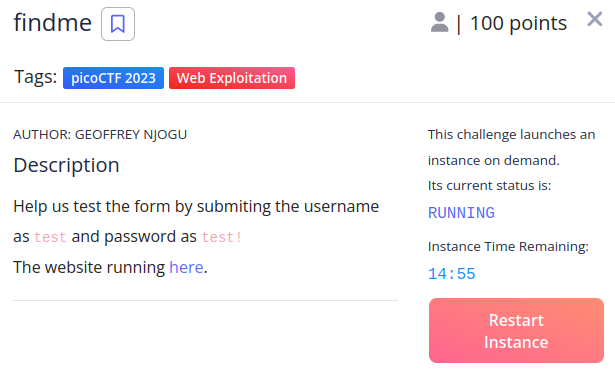 findme
| 100 points
Tags: picoCTF 2023 Web Exploitation
AUTHOR: GEOFFREY NJOGU
Description
Help us test the form by submiting the username
as test and password as test!
The website running here.
This challenge launches an
instance on demand.
Its current status is:
RUNNING
Instance Time Remaining:
14:55
Restart
Instance